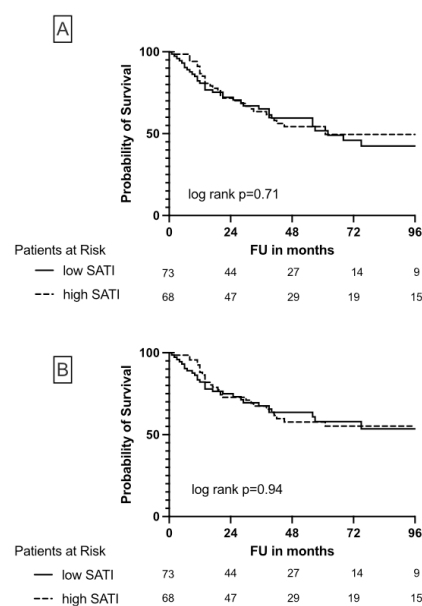 A
100
50
0
Probability of Survival
log rank p=0.71
0 24 48 72 96
Patients at Risk FU in months
low SATI 73 44 27 14 9
high SATI 68 47 29 19 15
B
100
50
0
Probability of Survival
log rank p=0.94
0 24 48 72 96
Patients at Risk FU in months
low SATI 73 44 27 14 9
high SATI 68 47 29 19 15